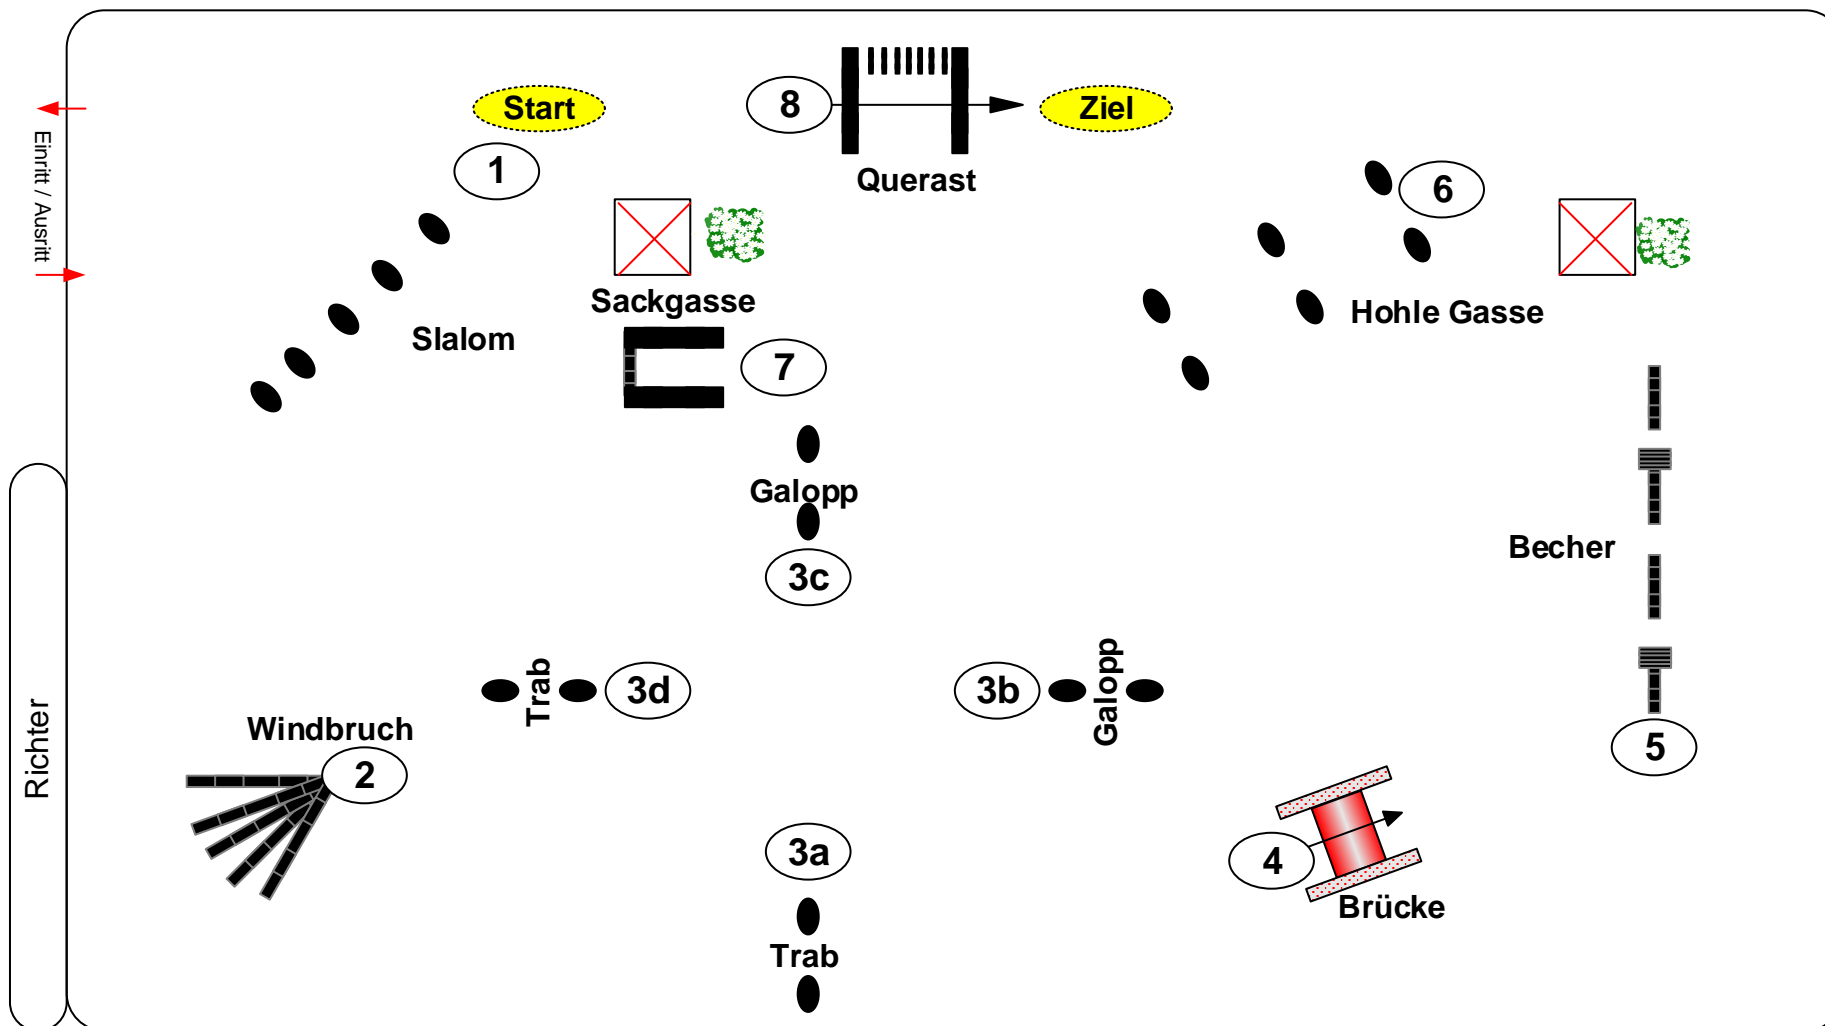 Start
8
Ziel
1
Querast
6
Einritt / Ausritt
Sackgasse
Slalom
7
Hohle Gasse
Galopp
3c
Becher
Trab
3d
3b
Galopp
Windbruch
2
5
Richter
3a
4
Brücke
Trab